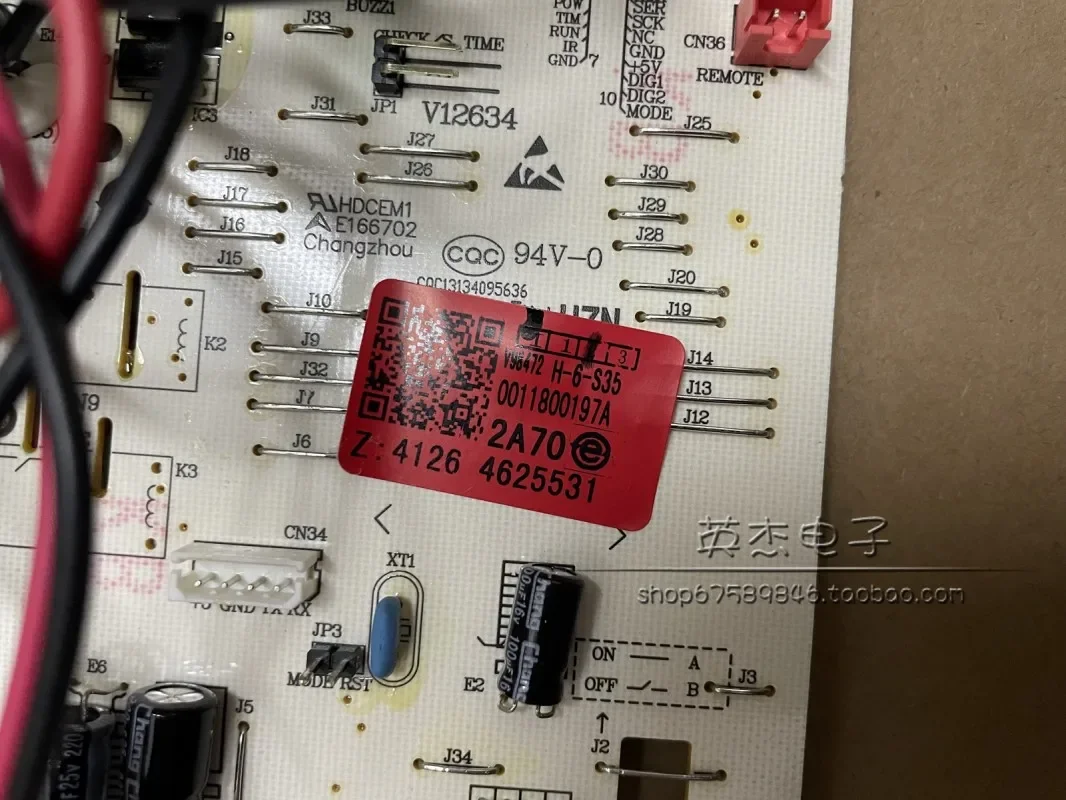 BUZZ1
POW
TIM
RUN
IR
GND
7
SER
SCK
NC
GND
+5V
DIG1
DIG2
10
MODE
CN36
REMOTE
J33
TIME
JP1
V12634
J31
J27
J26
J25
J18
J17
J16
J15
J30
J29
J28
J20
J19
HDCEM1
E166702
Changzhou
CQC
94V-0
CQC13134095636
J10
J9
J32
J7
J6
K2
K3
J14
J13
J12
V98472 H-6-S35
0011800197A
2A70 e
Z: 4126 4625531
CN34
GND TX RX
XT1
JP3
MODE RST
E6
E2
J5
ON
A
OFF
B
J3
J2
J34
英杰电子
shop67589846.taobao.com